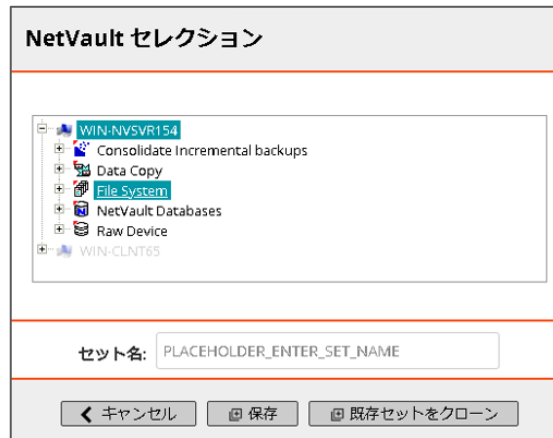 NetVault セレクション
WIN-NVSVR154
Consolidate Incremental backups
Data Copy
File System
NetVault Databases
Raw Device
WIN-CLNT65
セット名: PLACEHOLDER_ENTER_SET_NAME
キャンセル 保存 既存セットをクローン